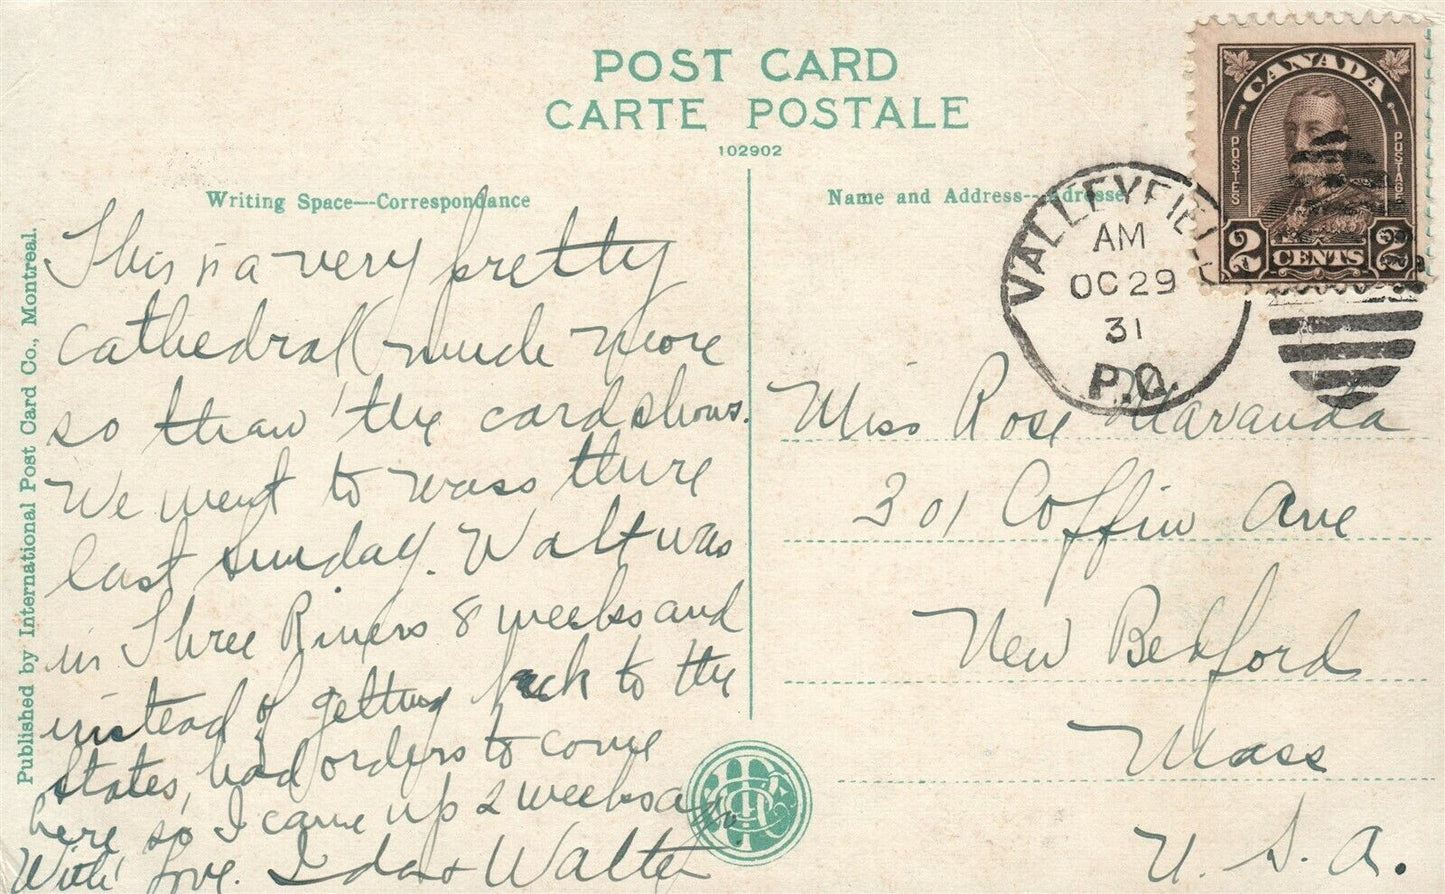 POST CARD
CARTE POSTALE
102902
Writing Space—Correspondance
Name and Address—Adresse
Published by International Post Card Co., Montreal.
CANADA
POSTES
POSTAGE
2 CENTS 2
VALLEYFIELD
AM
OC 29
31
P.Q.
This is a very pretty
cathedral much more
so than the card shows.
We went to mass there
last Sunday. Walt was
in Three Rivers 8 weeks and
instead of getting back to the
States, had orders to come
here so I came up 2 weeks ago.
With Love. Ida & Walter
Miss Rose
301 Coffin Ave
New Bedford
Mass
U. S. A.